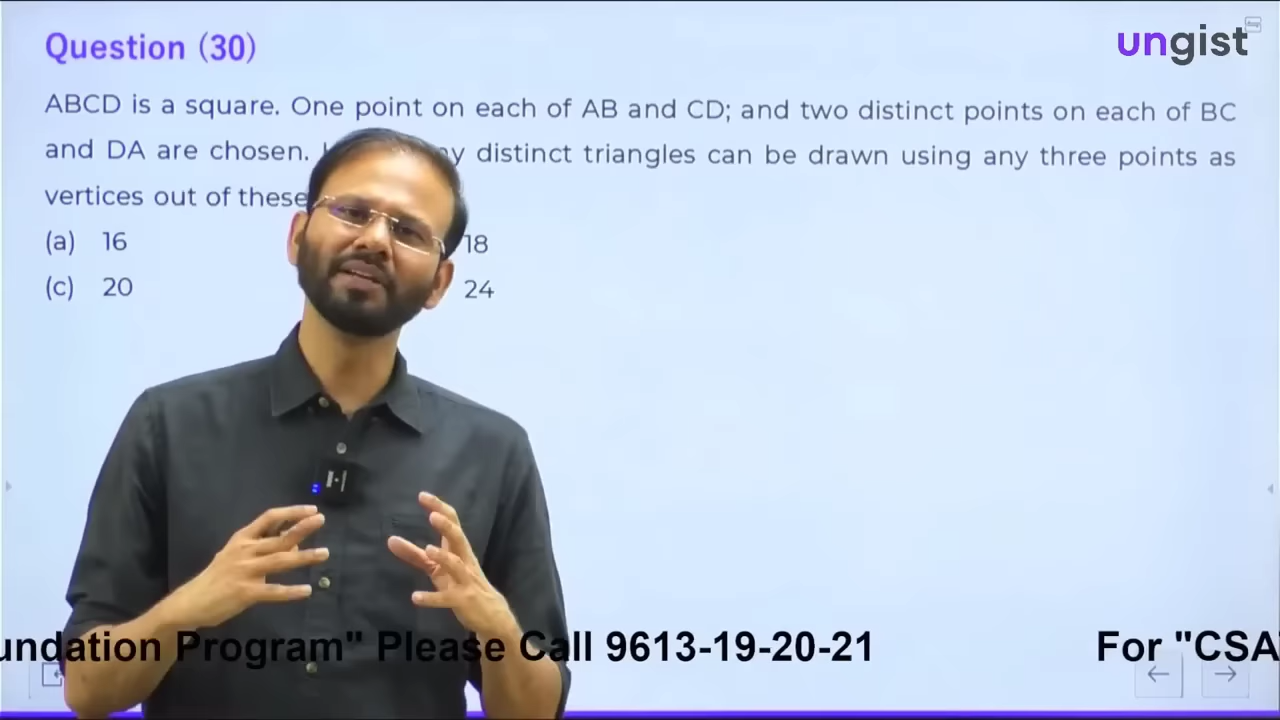 Question (30)
ungist
ABCD is a square. One point on each of AB and CD; and two distinct points on each of BC
and DA are chosen. distinct triangles can be drawn using any three points as
vertices out of these
(a) 16
18
(c) 20
24
undation Program" Please Call 9613-19-20-21
For "CSA